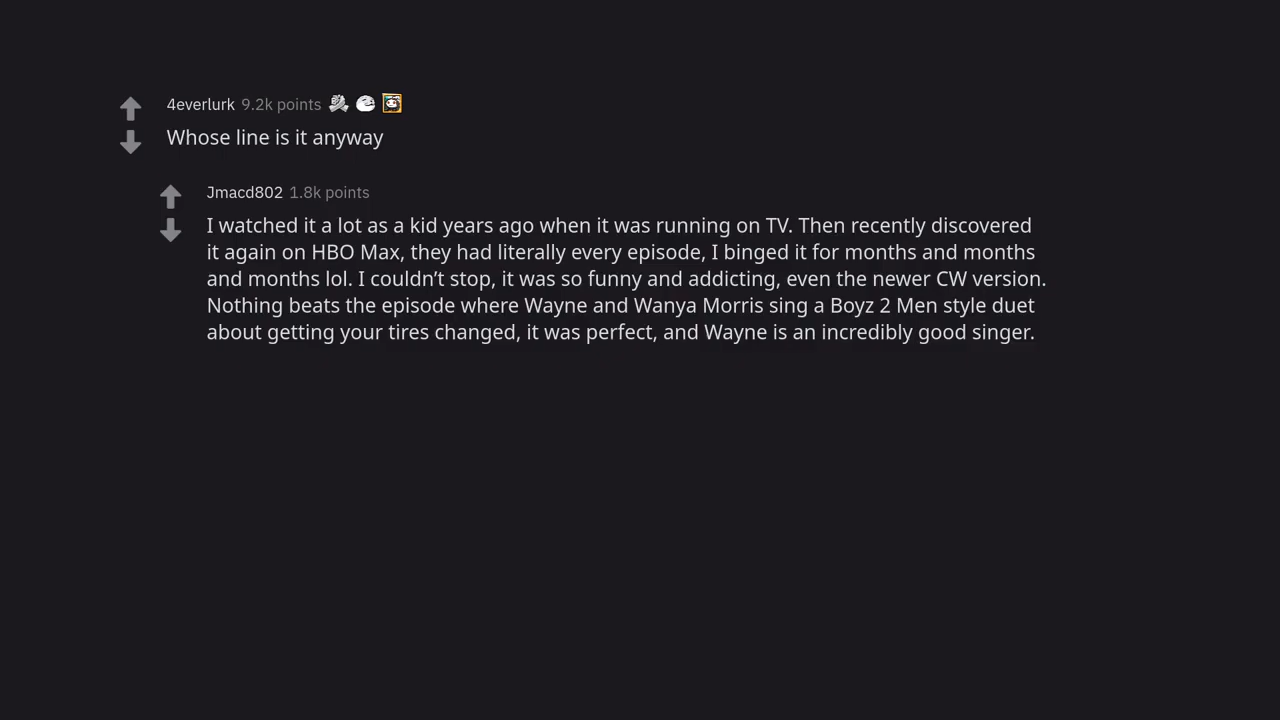 4everlurk 9.2k points
Whose line is it anyway
Jmacd802 1.8k points
I watched it a lot as a kid years ago when it was running on TV. Then recently discovered
it again on HBO Max, they had literally every episode, I binged it for months and months
and months lol. I couldn’t stop, it was so funny and addicting, even the newer CW version.
Nothing beats the episode where Wayne and Wanya Morris sing a Boyz 2 Men style duet
about getting your tires changed, it was perfect, and Wayne is an incredibly good singer.